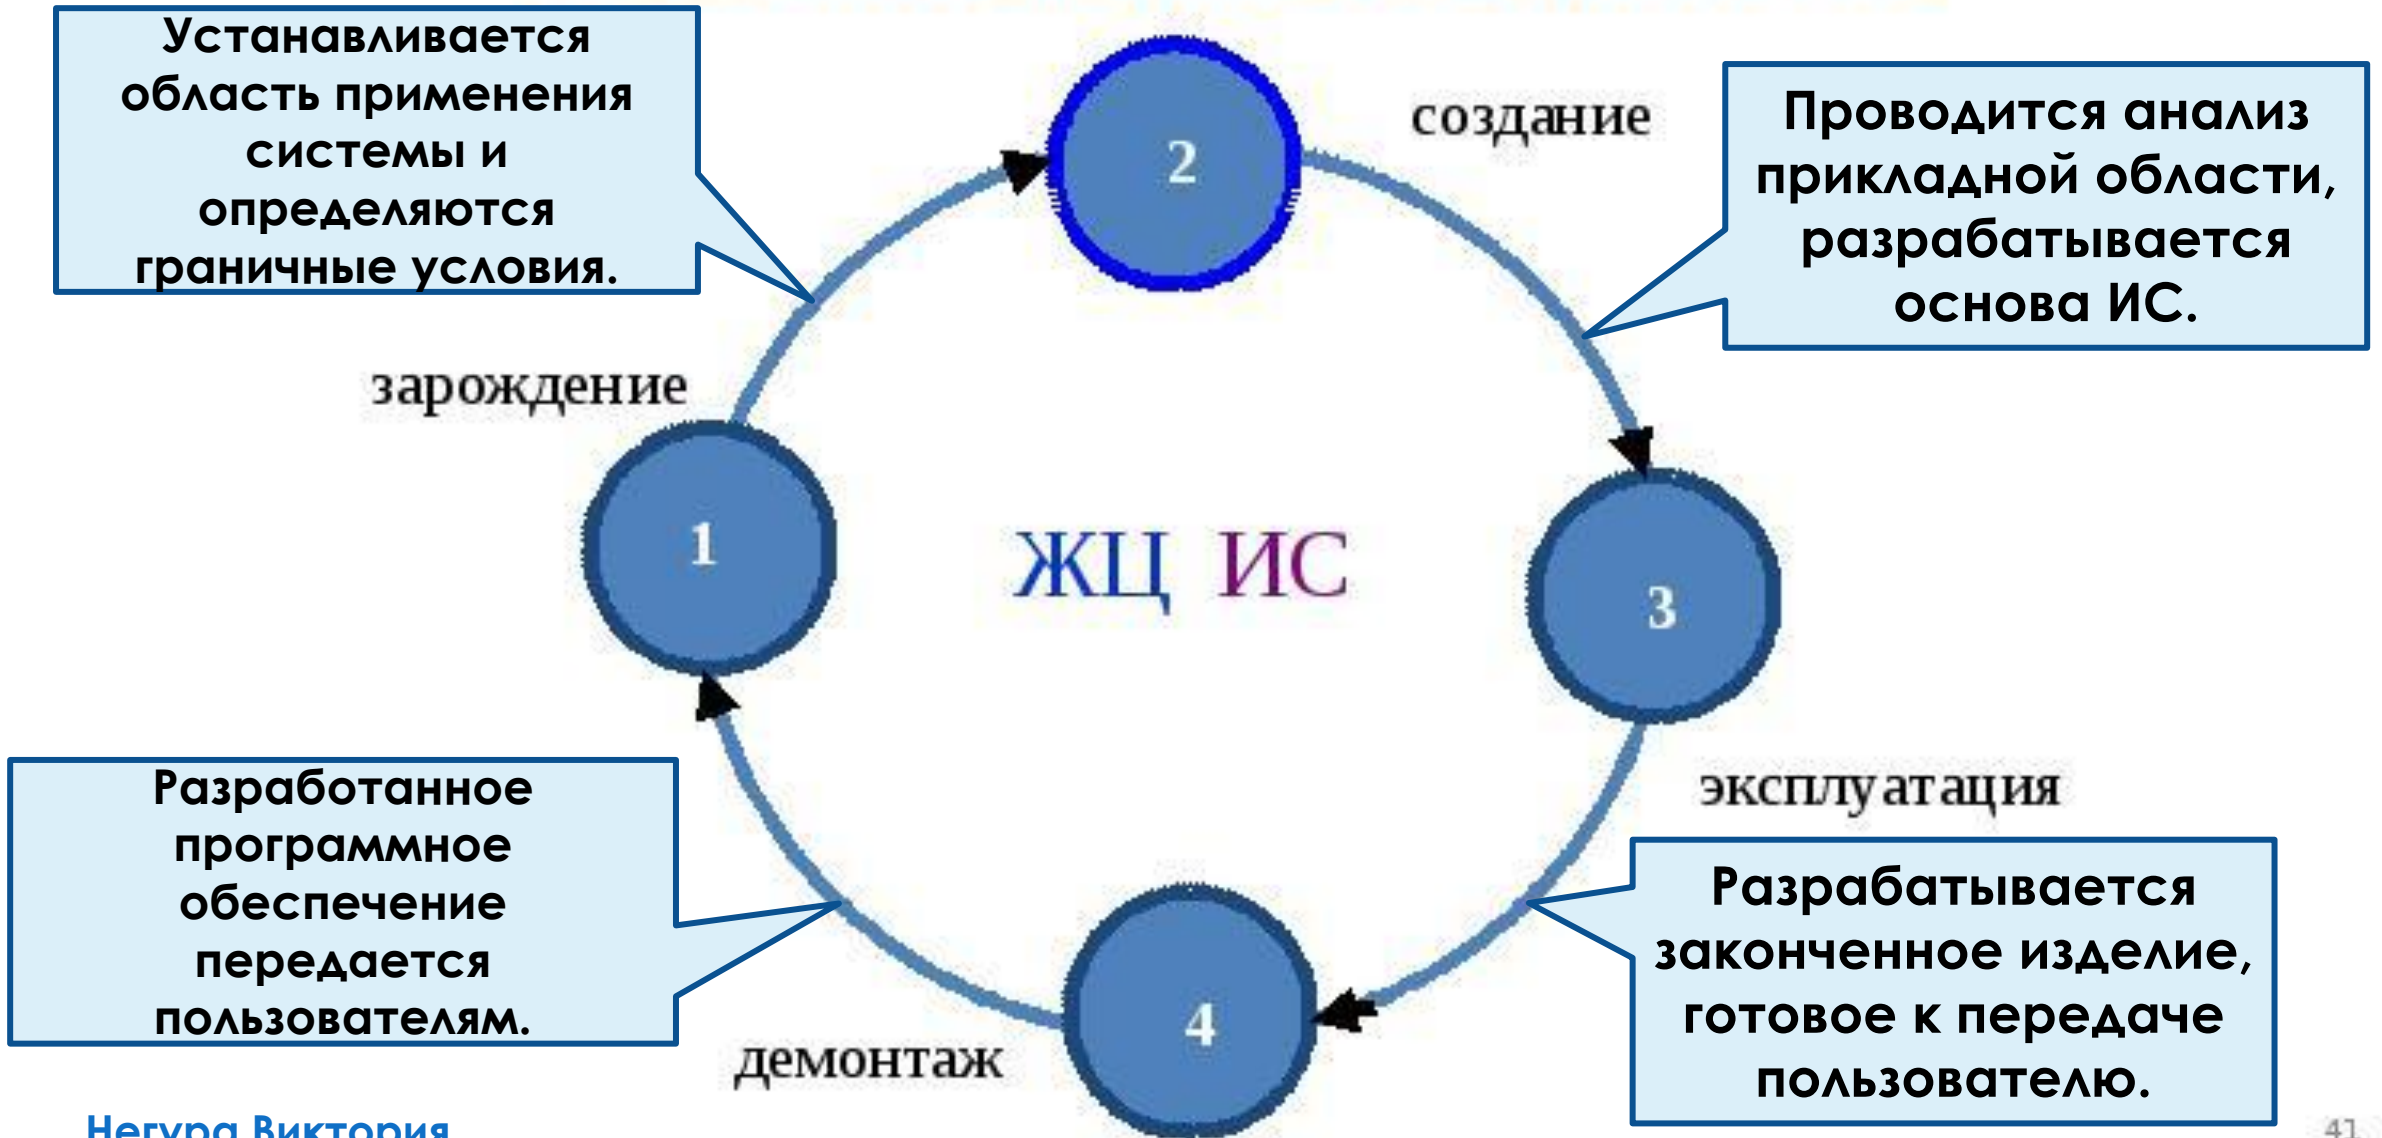 Устанавливается
область применения
системы и
определяются
граничные условия.
2
создание
Проводится анализ
прикладной области,
разрабатывается
основа ИС.
зарождение
1
ЖЦ ИС
3
Разработанное
программное
обеспечение
передается
пользователям.
эксплуатация
Разрабатывается
законченное изделие,
готовое к передаче
пользователю.
4
демонтаж
Негура Виктория
41